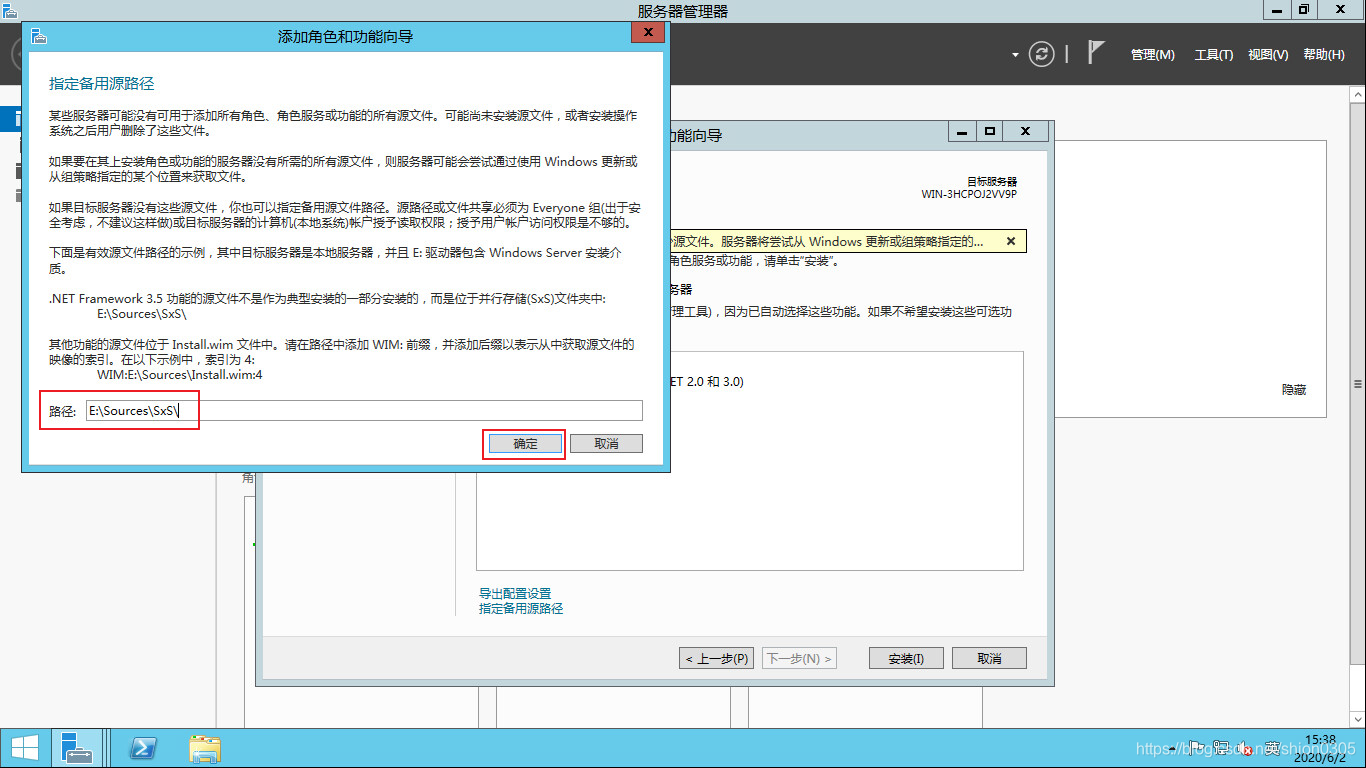 服务器管理器
管理(M) 工具(T) 视图(V) 帮助(H)
添加角色和功能向导
指定备用源路径
某些服务器可能没有可用于添加所有角色、角色服务或功能的所有源文件。可能尚未安装源文件，或者安装操作
系统之后用户删除了这些文件。
如果要在其上安装角色或功能的服务器没有所需的所有源文件，则服务器可能会尝试通过使用 Windows 更新或
从组策略指定的某个位置来获取文件。
如果目标服务器没有这些源文件，你也可以指定备用源文件路径。源路径或文件共享必须为 Everyone 组(出于安
全考虑，不建议这样做)或目标服务器的计算机(本地系统)帐户授予读取权限；授予用户帐户访问权限是不够的。
下面是有效源文件路径的示例，其中目标服务器是本地服务器，并且 E: 驱动器包含 Windows Server 安装介
质。
.NET Framework 3.5 功能的源文件不是作为典型安装的一部分安装的，而是位于并行存储(SxS)文件夹中:
E:\Sources\SxS\
其他功能的源文件位于 Install.wim 文件中。请在路径中添加 WIM: 前缀，并添加后缀以表示从中获取源文件的
映像的索引。在以下示例中，索引为 4:
WIM:E:\Sources\Install.wim:4
路径: E:\Sources\SxS\
确定 取消
功能向导
目标服务器
WIN-3HCPOJ2VV9P
源文件。服务器将尝试从 Windows 更新或组策略指定的...
角色服务或功能，请单击"安装"。
务器
管理工具)，因为已自动选择这些功能。如果不希望安装这些可选功
ET 2.0 和 3.0)
隐藏
角
导出配置设置
指定备用源路径
< 上一步(P) 下一步(N) > 安装(I) 取消
英
15:38
2020/6/2
https://blog.csdn.net/shion0305